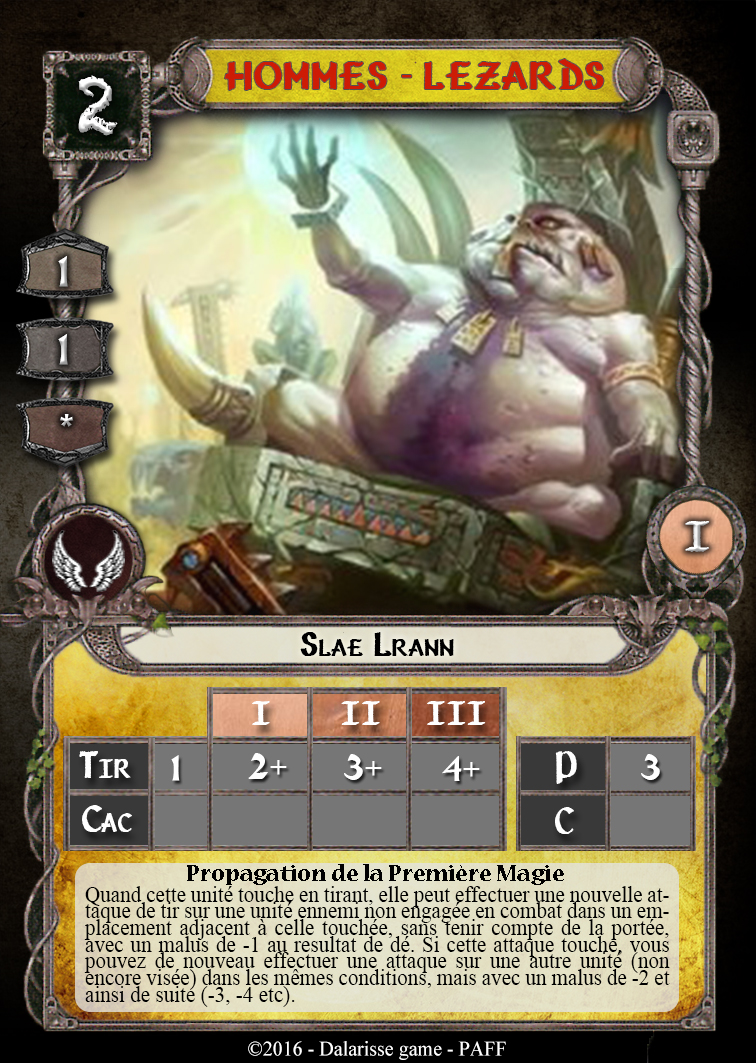 HOMMES - LEZARDS
2
1
1
*
I
Slae Lrann
I II III
Tir 1 2+ 3+ 4+
Cac
P 3
C
Propagation de la Première Magie
Quand cette unité touche en tirant, elle peut effectuer une nouvelle at-
taque de tir sur une unité ennemi non engagée en combat dans un em-
placement adjacent à celle touchée, sans tenir compte de la portée,
avec un malus de -1 au resultat de dé. Si cette attaque touche, vous
pouvez de nouveau effectuer une attaque sur une autre unité (non
encore visée) dans les mêmes conditions, mais avec un malus de -2 et
ainsi de suite (-3, -4 etc).
©2016 - Dalarisse game - PAFF